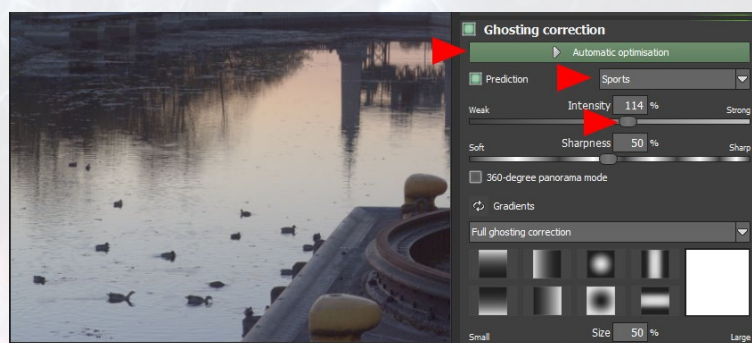 Ghosting correction
Automatic optimisation
Prediction Sports
Weak Intensity 114 % Strong
Soft Sharpness 50 % Sharp
360-degree panorama mode
Gradients
Full ghosting correction
Small Size 50 % Large